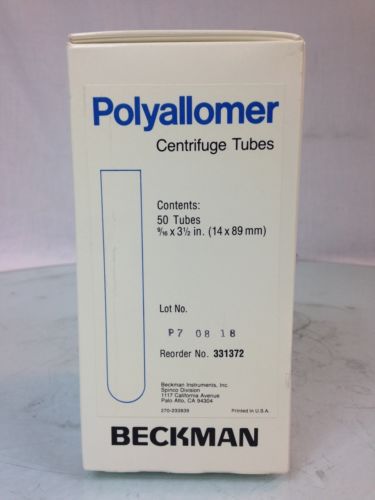 Polyallomer
Centrifuge Tubes
Contents:
50 Tubes
9/16 x 3½ in. (14 x 89 mm)
Lot No.
P7 08 18
Reorder No. 331372
Beckman Instruments, Inc.
Spinco Division
1117 California Avenue
Palo Alto, CA 94304
270-233835 Printed in U.S.A.
BECKMAN